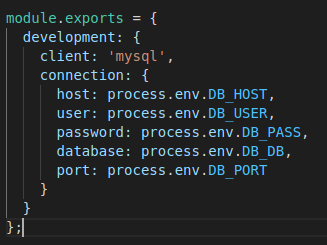 module.exports = {
  development: {
    client: 'mysql',
    connection: {
      host: process.env.DB_HOST,
      user: process.env.DB_USER,
      password: process.env.DB_PASS,
      database: process.env.DB_DB,
      port: process.env.DB_PORT
    }
  }
};